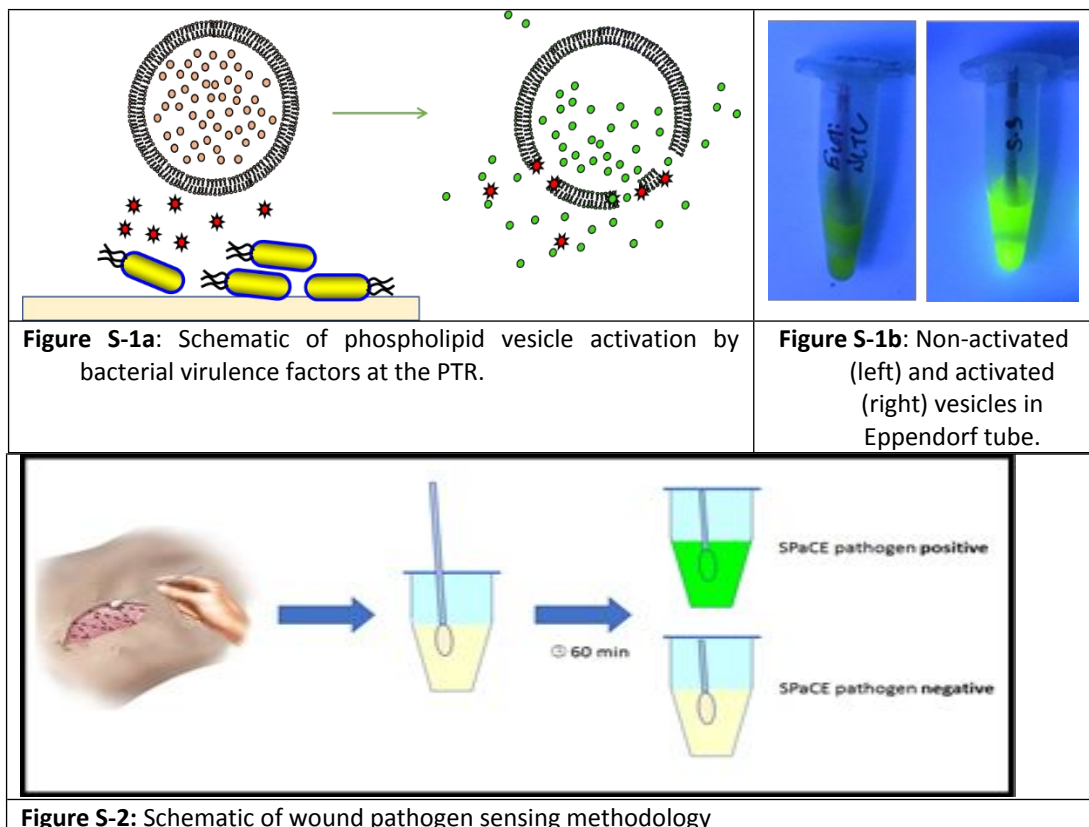 E.coli
NCTC
S-S
Figure S-1a: Schematic of phospholipid vesicle activation by
bacterial virulence factors at the PTR.
Figure S-1b: Non-activated
(left) and activated
(right) vesicles in
Eppendorf tube.
SPaCE pathogen positive
60 min
SPaCE pathogen negative
Figure S-2: Schematic of wound pathogen sensing methodology